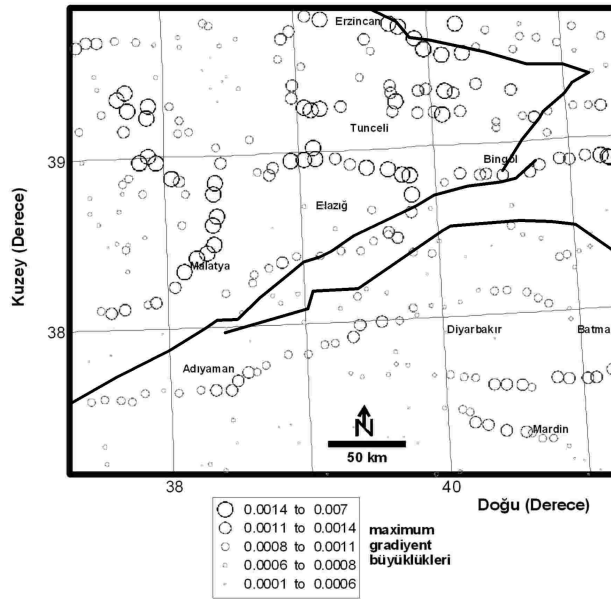 Erzincan
Tunceli
39
Bingöl
Elazığ
Malatya
Kuzey (Derece)
38
Diyarbakır
Batma
Adıyaman
N
50 km
Mardin
38
40
Doğu (Derece)
0.0014 to 0.007
0.0011 to 0.0014
0.0008 to 0.0011
0.0006 to 0.0008
0.0001 to 0.0006
maximum
gradiyent
büyüklükleri